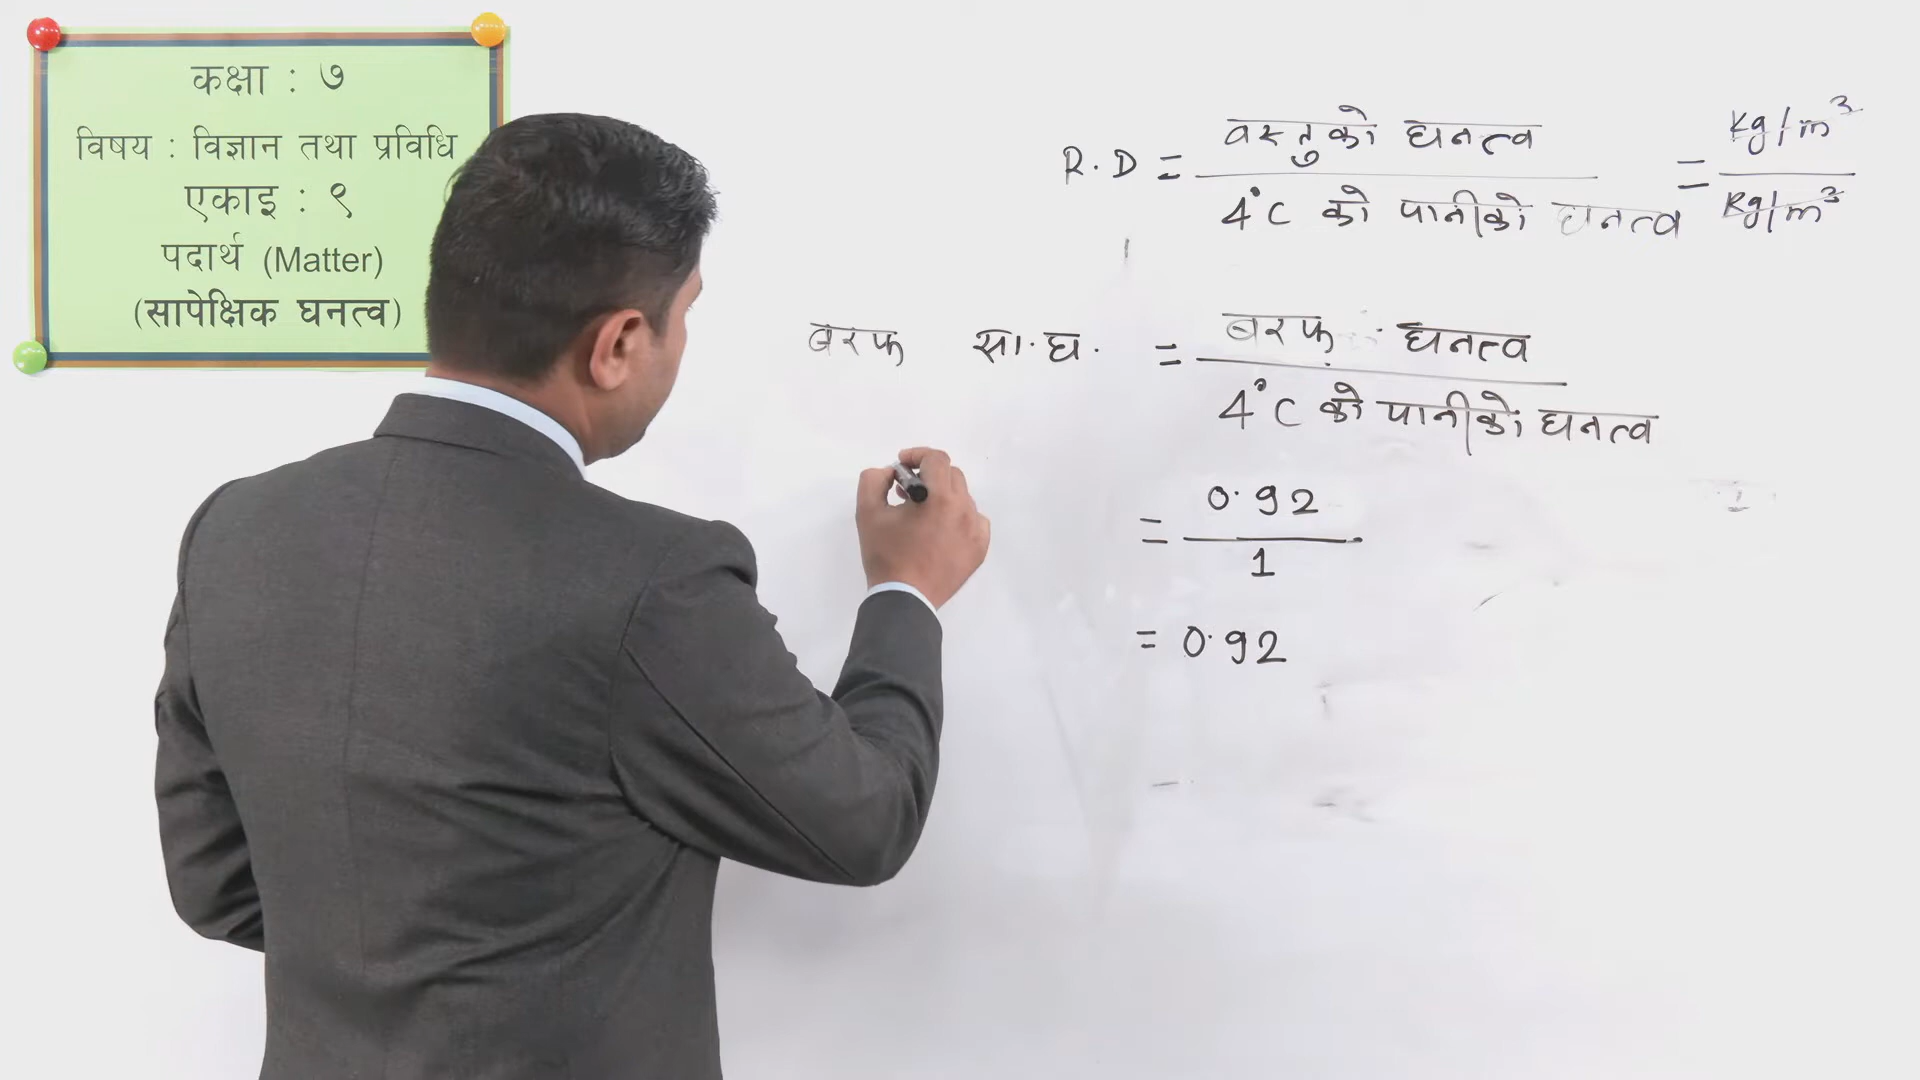 कक्षा : ७
विषय : विज्ञान तथा प्रविधि
एकाइ : ९
पदार्थ (Matter)
(सापेक्षिक घनत्व)
R.D = वस्तुको घनत्व / 4°C को पानीको घनत्व = kg/m³ / kg/m³
बरफ सा.घ. = बरफ घनत्व / 4°C को पानीको घनत्व
= 0.92 / 1
= 0.92